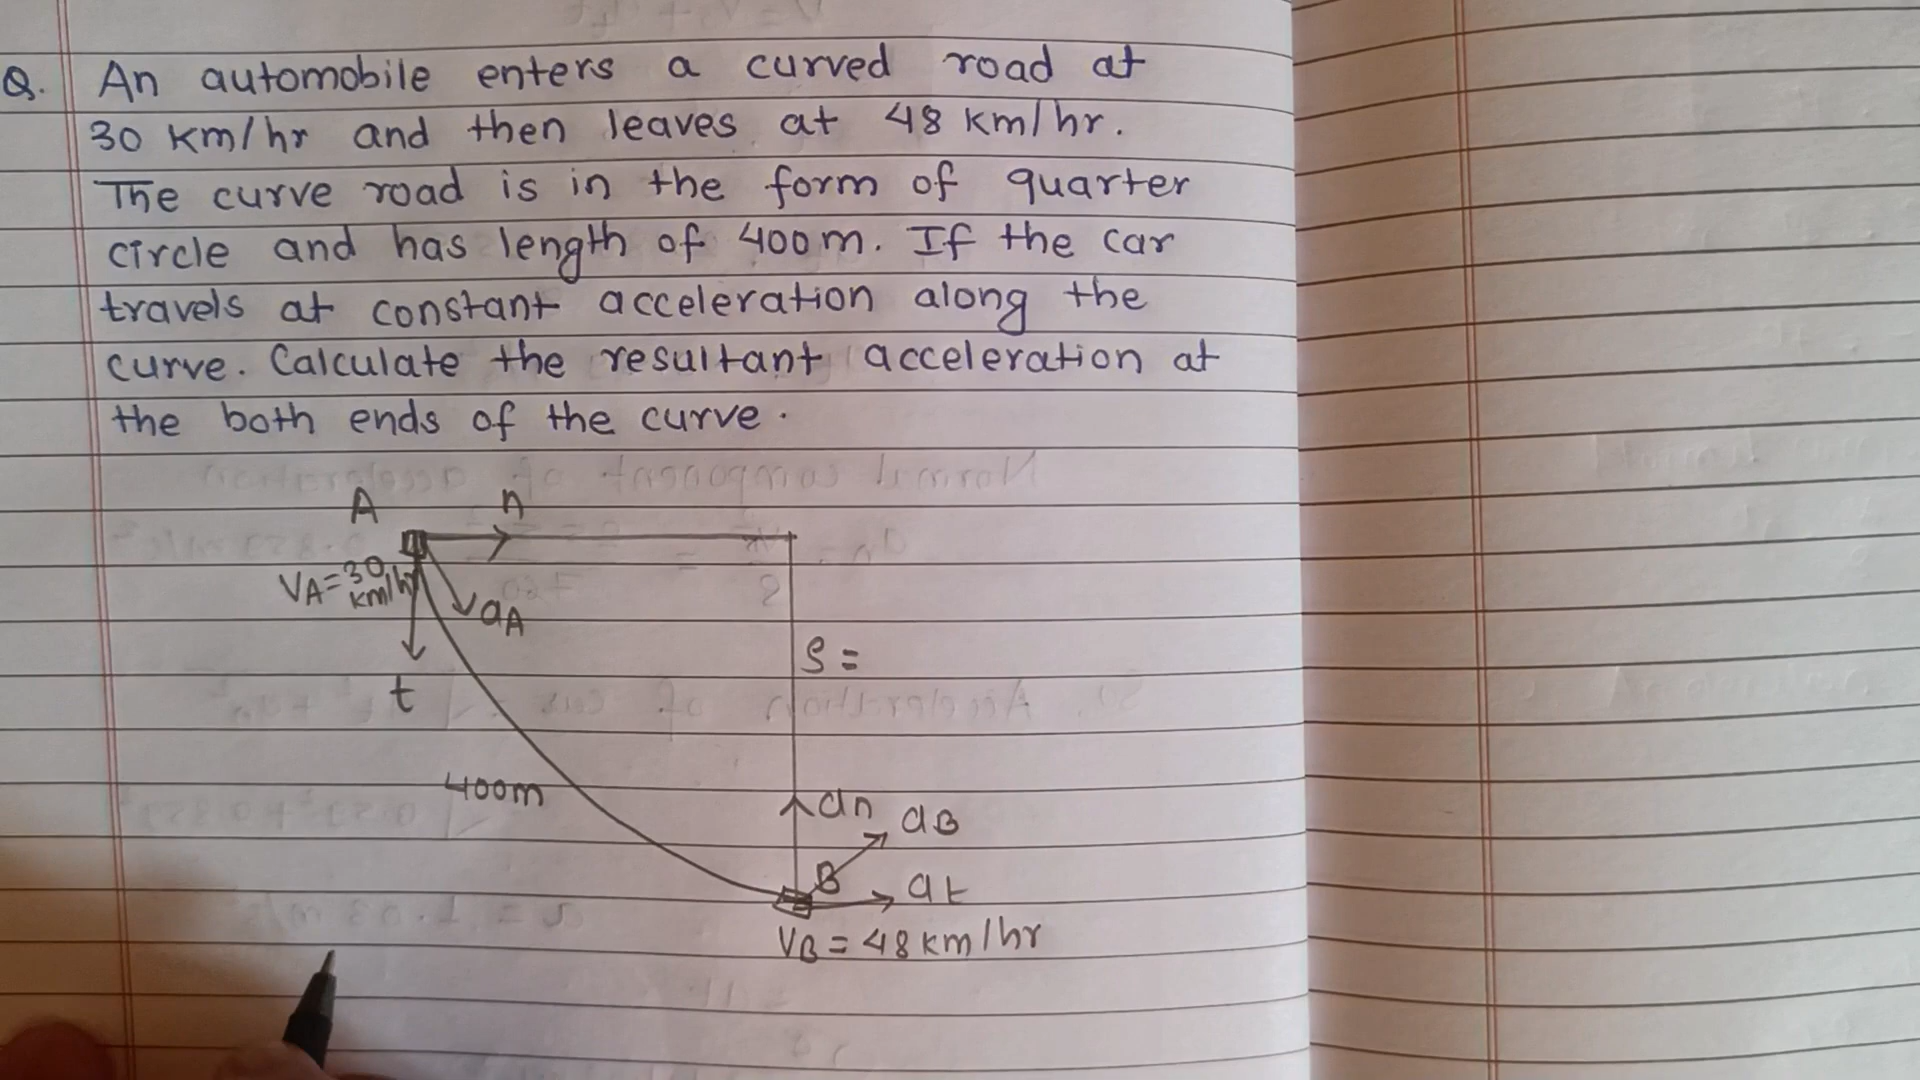 Q. An automobile enters a curved road at
30 km/hr and then leaves at 48 km/hr.
The curve road is in the form of quarter
circle and has length of 400m. If the car
travels at constant acceleration along the
curve. Calculate the resultant acceleration at
the both ends of the curve.
A
n
VA=30
km/hr
aA
t
ρ =
400m
an
aB
B
at
VB = 48 km/hr